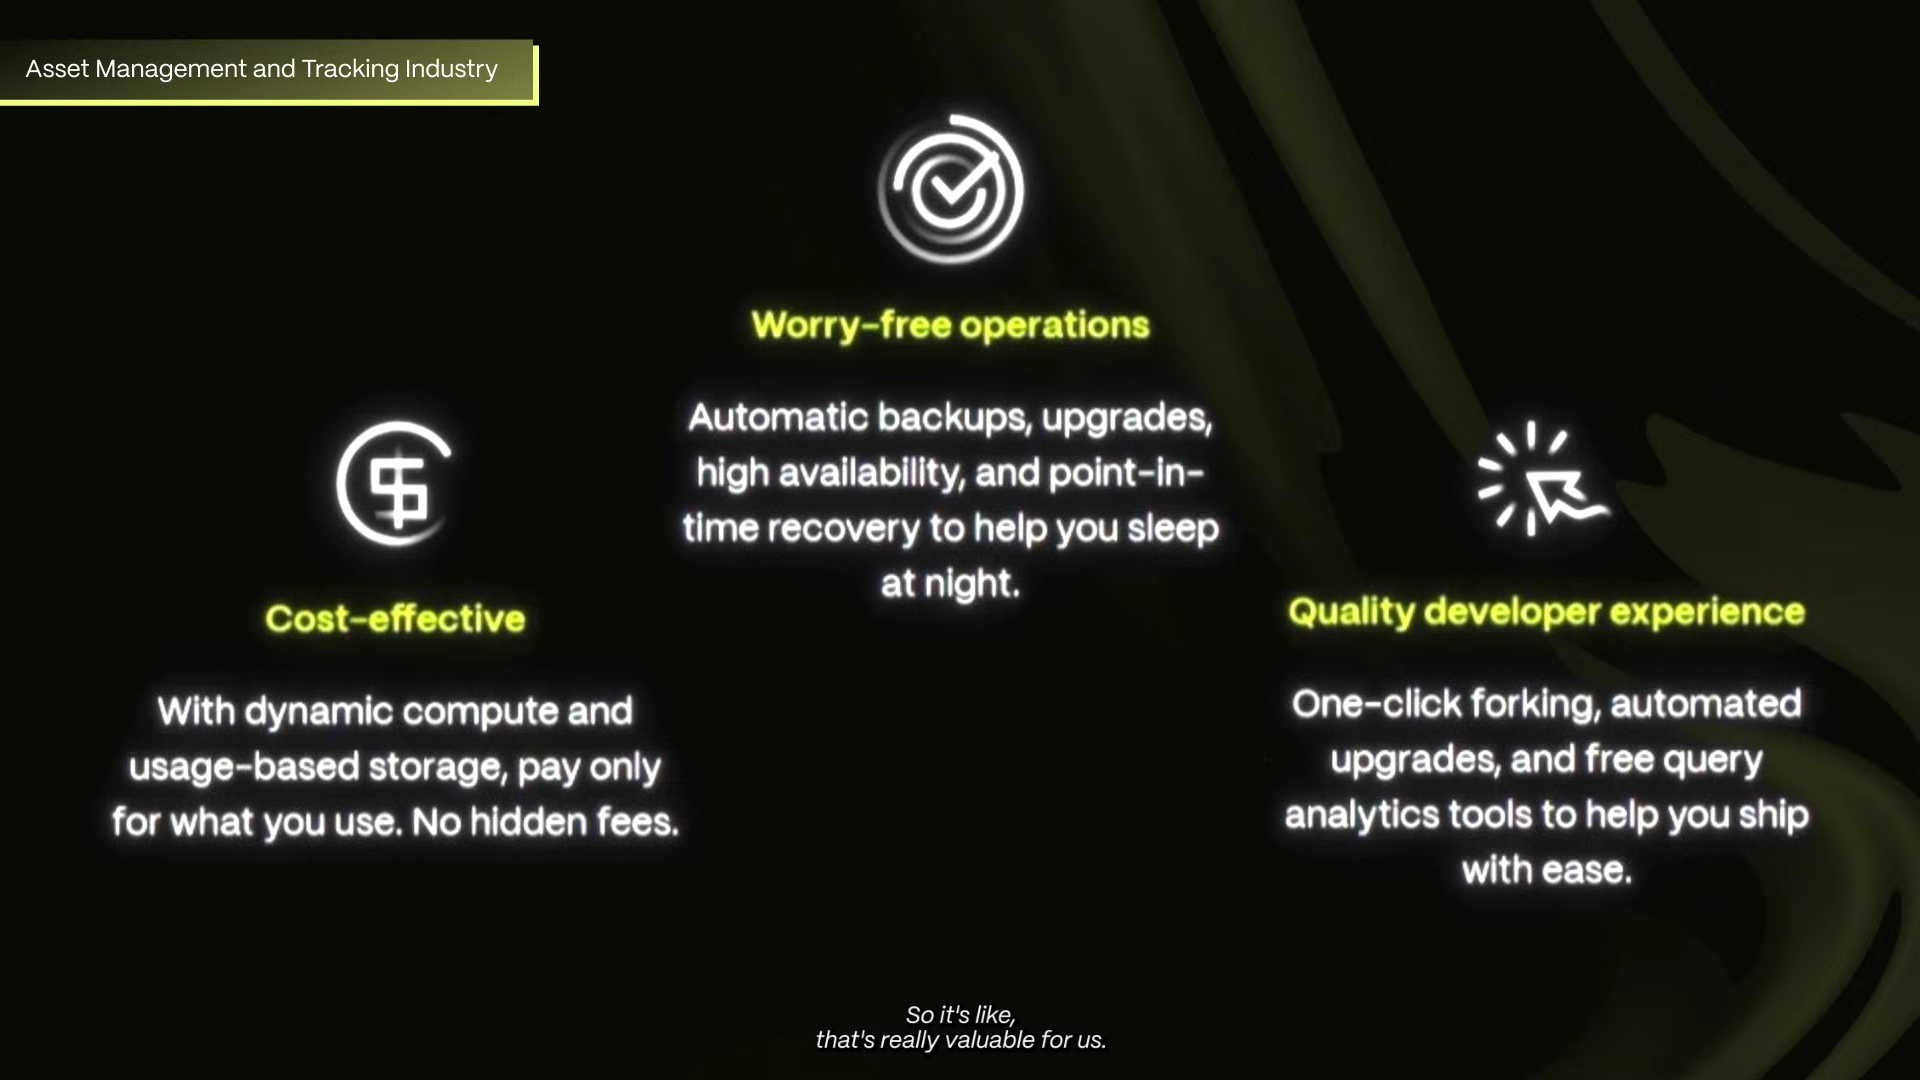 Asset Management and Tracking Industry
Worry-free operations
Automatic backups, upgrades,
high availability, and point-in-
time recovery to help you sleep
at night.
Cost-effective
With dynamic compute and
usage-based storage, pay only
for what you use. No hidden fees.
Quality developer experience
One-click forking, automated
upgrades, and free query
analytics tools to help you ship
with ease.
So it's like,
that's really valuable for us.